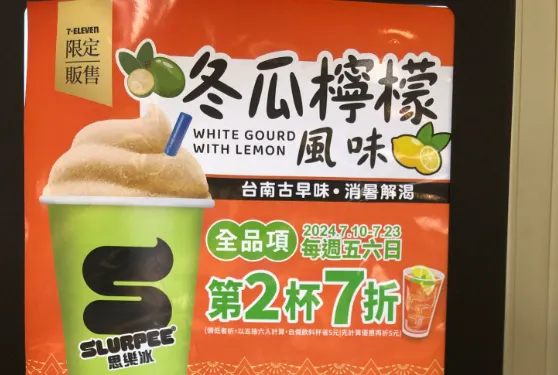 7-ELEVEN
限定
販售
冬瓜檸檬
WHITE GOURD
WITH LEMON
風味
台南古早味•消暑解渴
全品項
2024.7.10-7.23
每週五六日
第2杯7折
SLURPEE
思樂冰